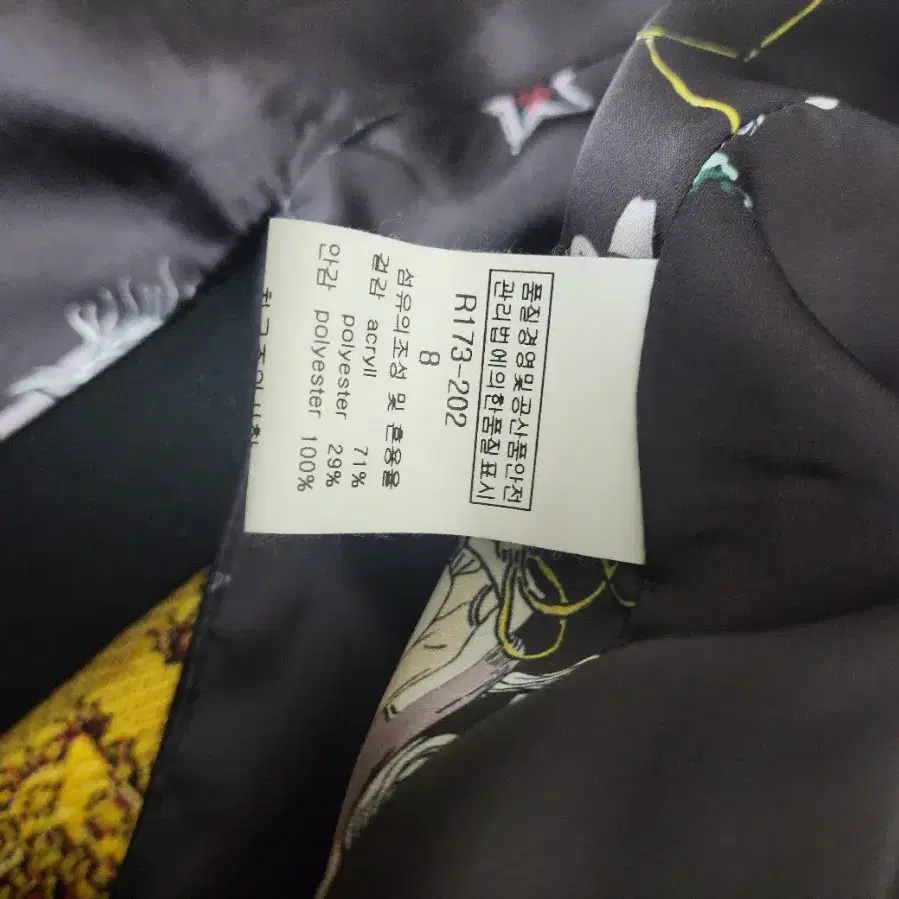 품질경영및공산품안전
관리법에의한품질표시
R173-202
8
섬유의조성 및 혼용율
겉감 acryll 71%
polyester 29%
안감 polyester 100%